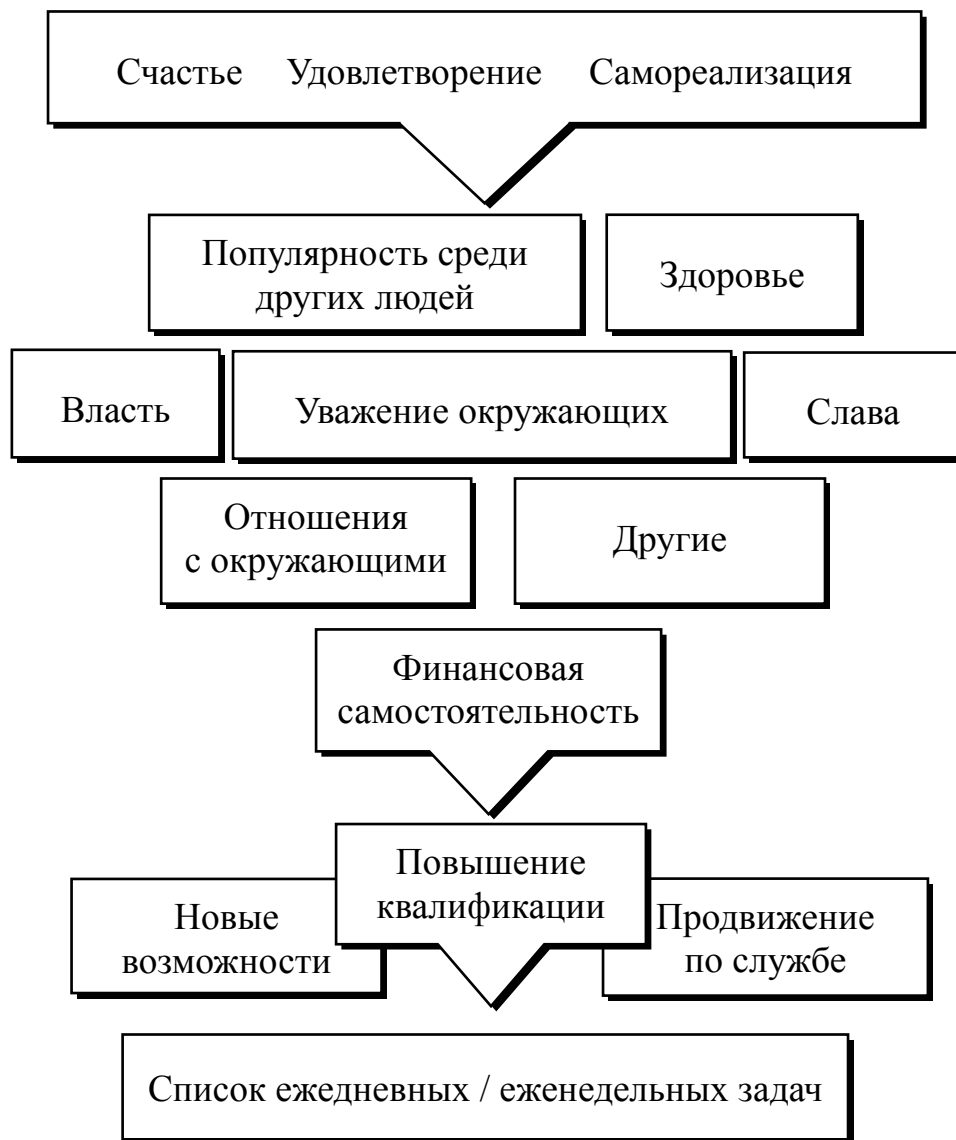 Счастье Удовлетворение Самореализация
Популярность среди
других людей
Здоровье
Власть
Уважение окружающих
Слава
Отношения
с окружающими
Другие
Финансовая
самостоятельность
Повышение
квалификации
Новые
возможности
Продвижение
по службе
Список ежедневных / еженедельных задач